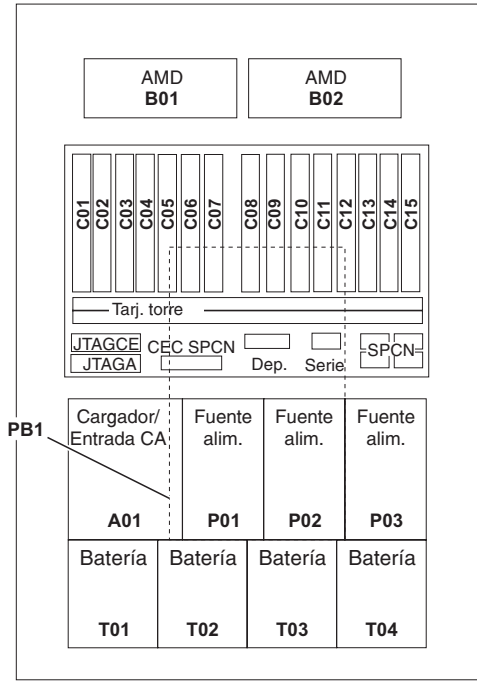 AMD
B01
AMD
B02
C01 C02 C03 C04 C05 C06 C07 C08 C09 C10 C11 C12 C13 C14 C15
Tarj. torre
JTAGCE
JTAGA
CEC SPCN
Dep.
Serie
SPCN
PB1
Cargador/
Entrada CA
A01
Fuente
alim.
P01
Fuente
alim.
P02
Fuente
alim.
P03
Batería
T01
Batería
T02
Batería
T03
Batería
T04